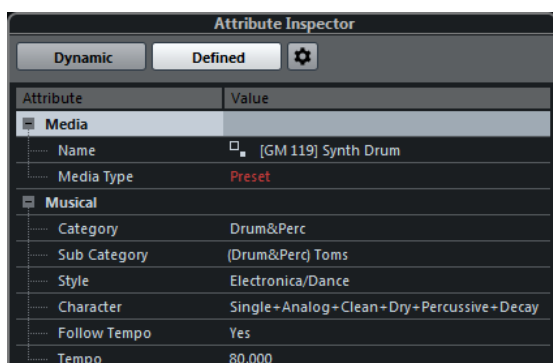 Attribute Inspector
Dynamic Defined
Attribute Value
Media
Name [GM 119] Synth Drum
Media Type Preset
Musical
Category Drum&Perc
Sub Category (Drum&Perc) Toms
Style Electronica/Dance
Character Single+Analog+Clean+Dry+Percussive+Decay
Follow Tempo Yes
Tempo 80.000